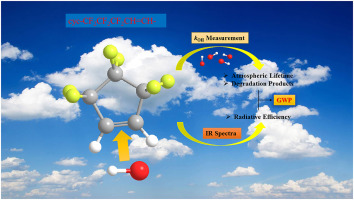 kOH Measurement
➢ Atmospheric Lifetime
➢ Degradation Products
GWP
➢ Radiative Efficiency
IR Spectra